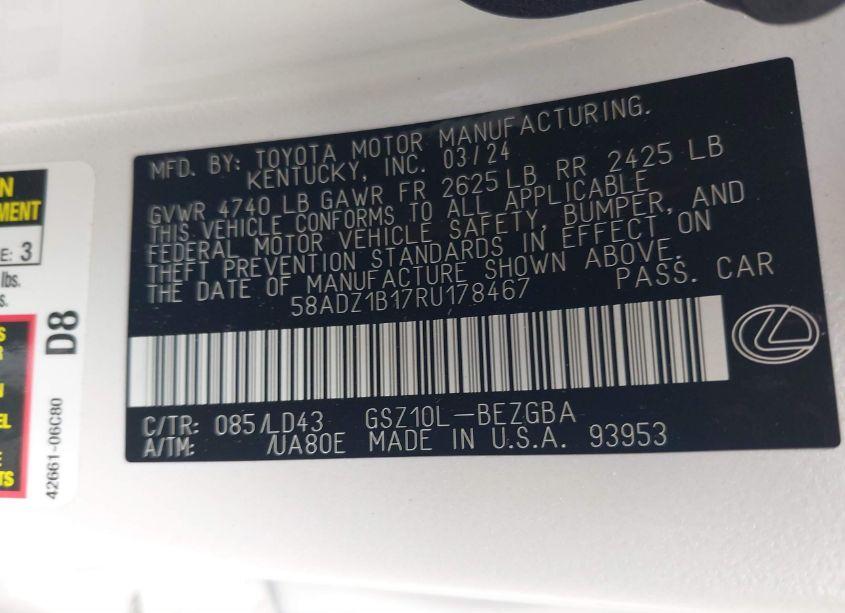 MFD. BY: TOYOTA MOTOR MANUFACTURING.
KENTUCKY, INC. 03/24
GVWR 4740 LB GAWR FR 2625 LB RR 2425 LB
THIS VEHICLE CONFORMS TO ALL APPLICABLE
FEDERAL MOTOR VEHICLE SAFETY, BUMPER, AND
THEFT PREVENTION STANDARDS IN EFFECT ON
THE DATE OF MANUFACTURE SHOWN ABOVE.
58ADZ1B17RU178467 PASS. CAR
C/TR: 085/LD43 GSZ10L-BEZGBA
A/TM: /UA80E MADE IN U.S.A. 93953
E: 3
lbs.
D8
42661-06C80